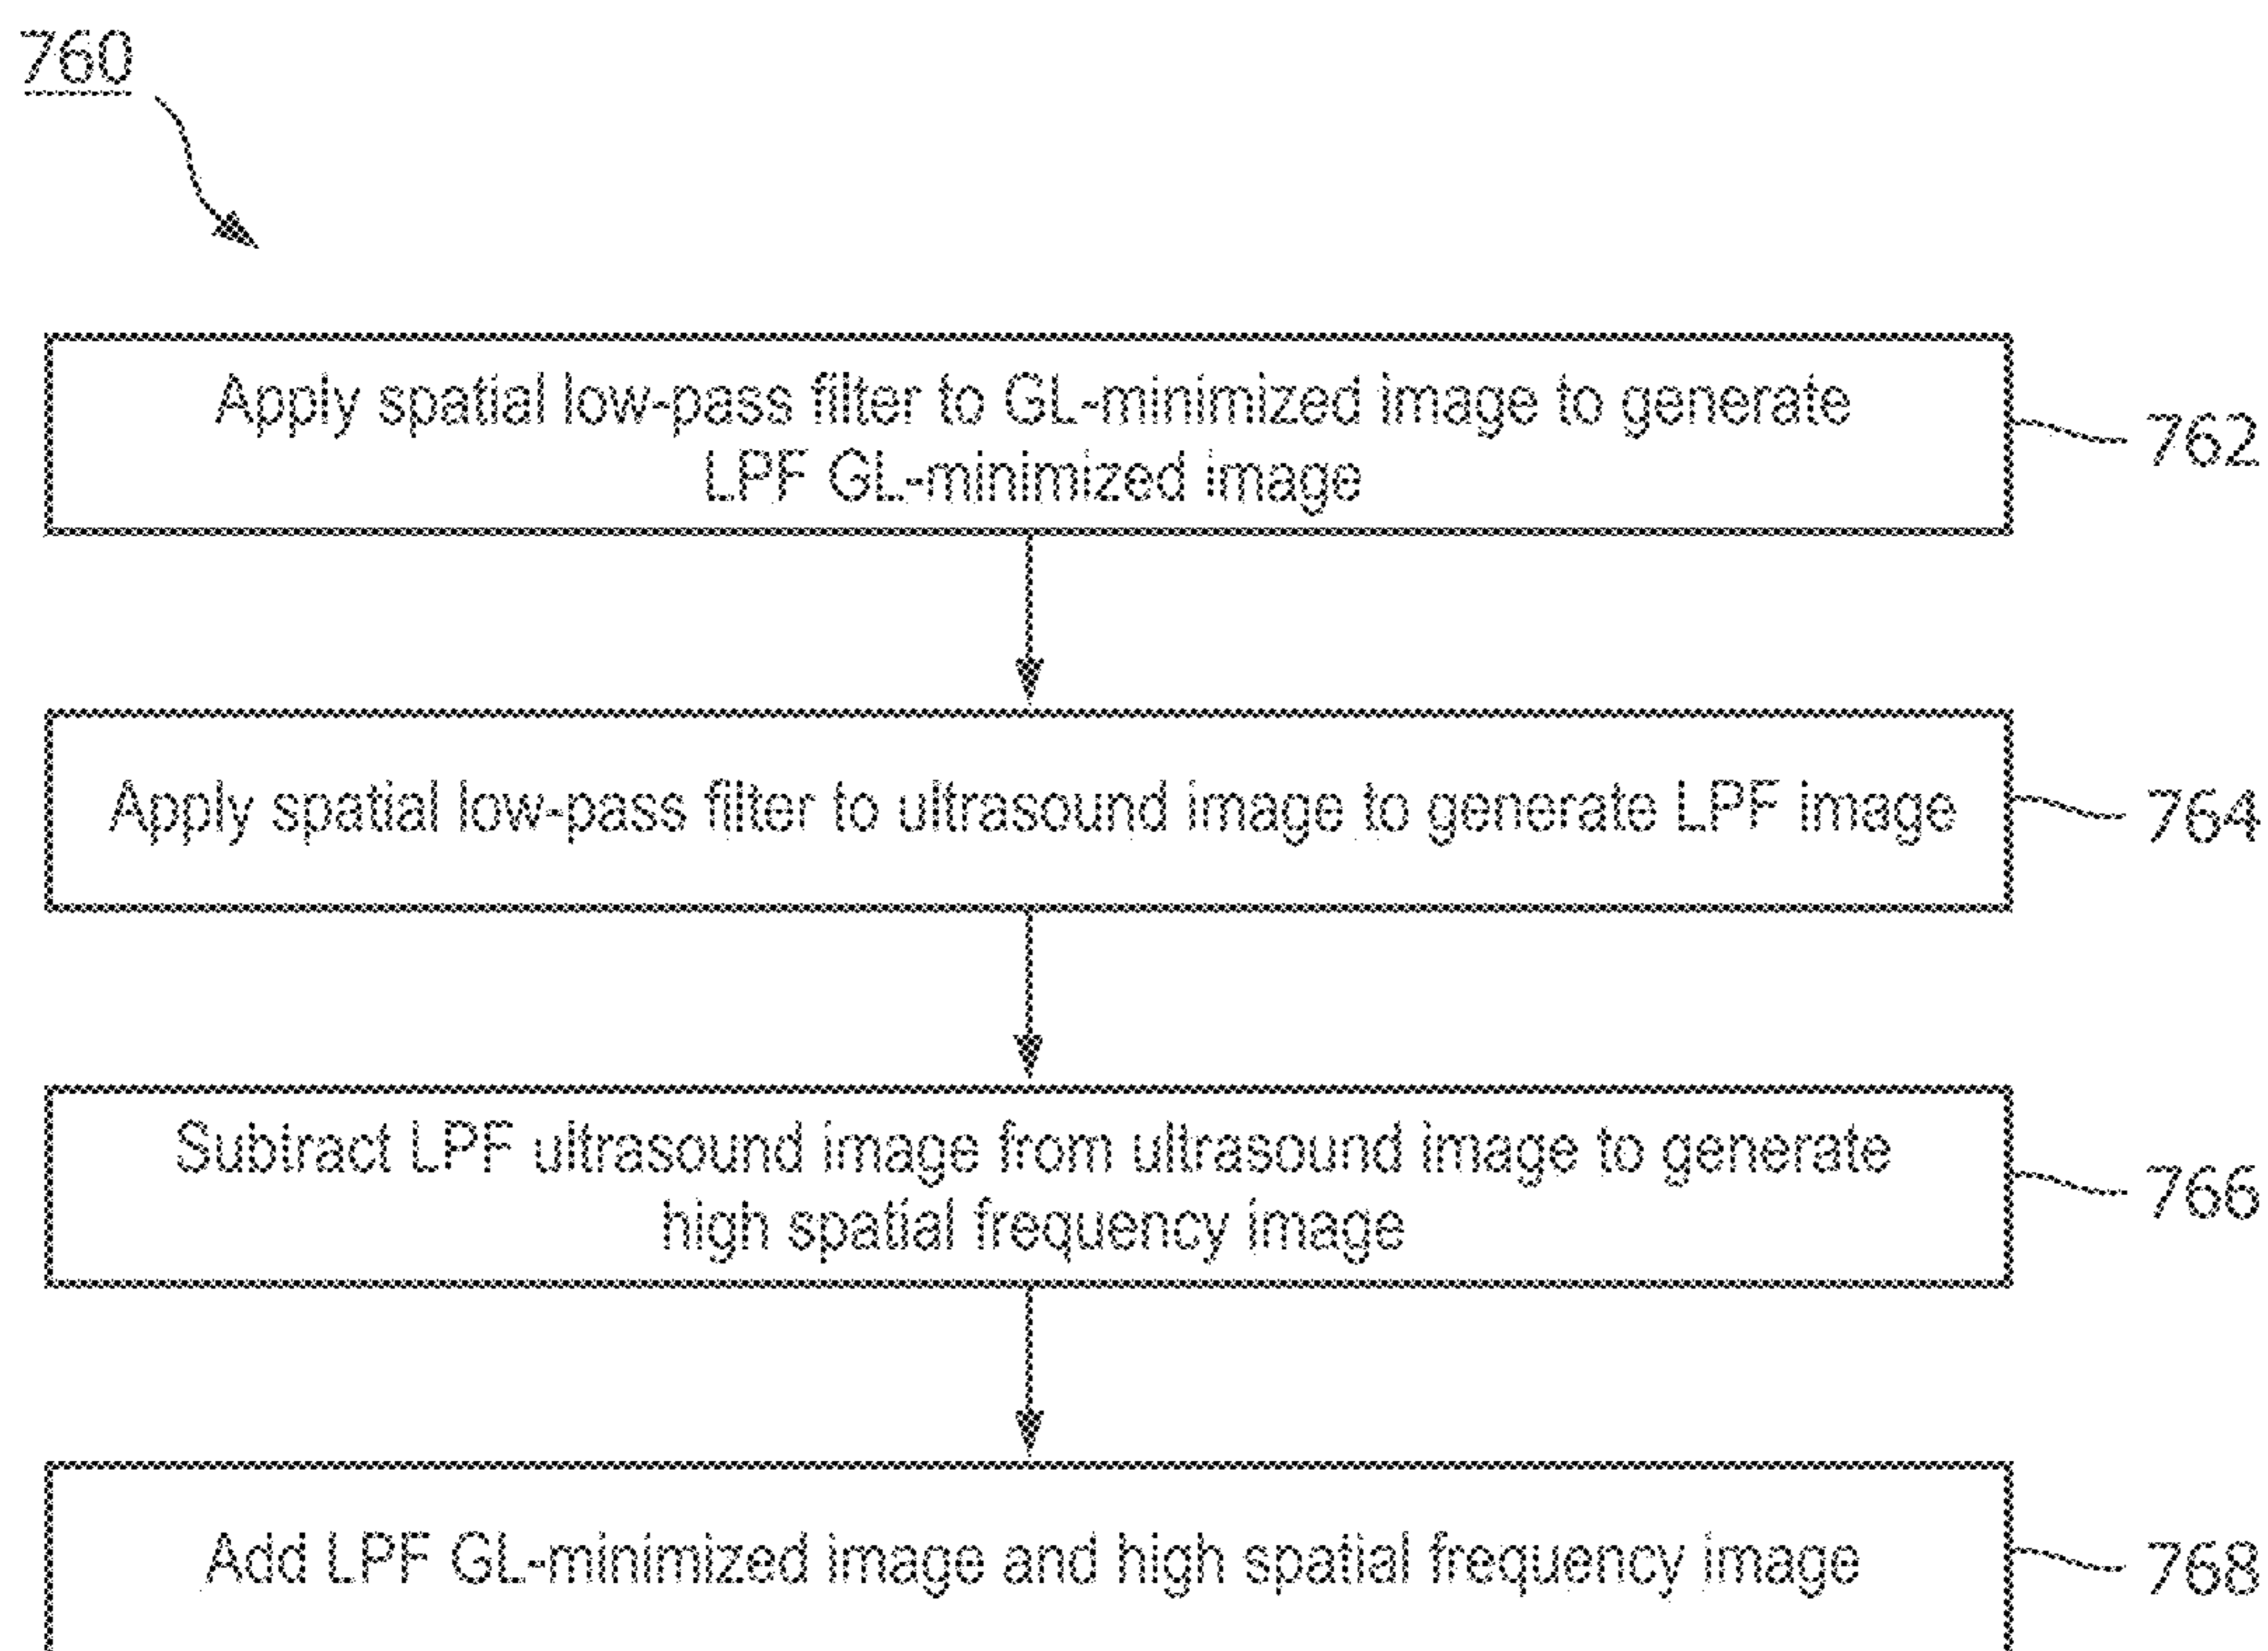 760
Apply spatial low-pass filter to GL-minimized image to generate
LPF GL-minimized image
762
Apply spatial low-pass filter to ultrasound image to generate LPF image
764
Subtract LPF ultrasound image from ultrasound image to generate
high spatial frequency image
766
Add LPF GL-minimized image and high spatial frequency image
768